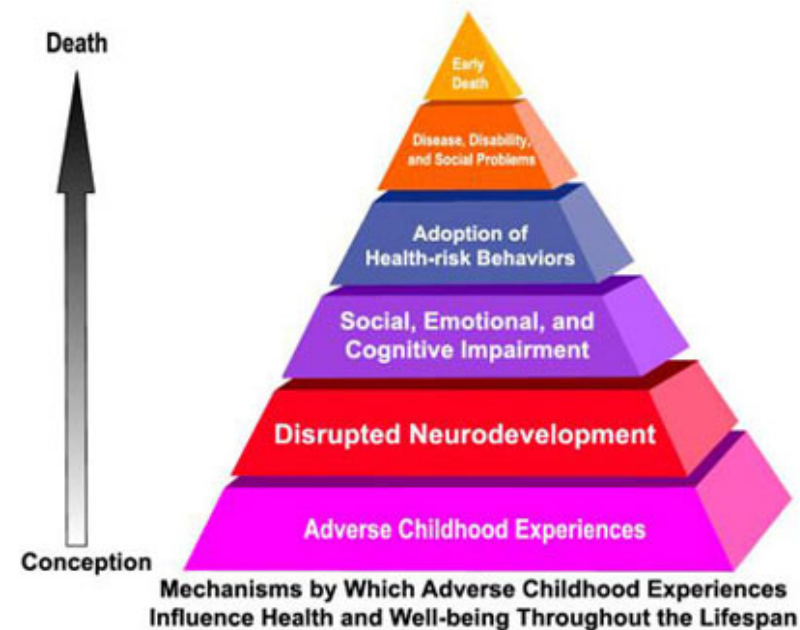 Death
Early
Death
Disease, Disability,
and Social Problems
Adoption of
Health-risk Behaviors
Social, Emotional, and
Cognitive Impairment
Disrupted Neurodevelopment
Adverse Childhood Experiences
Conception
Mechanisms by Which Adverse Childhood Experiences
Influence Health and Well-being Throughout the Lifespan